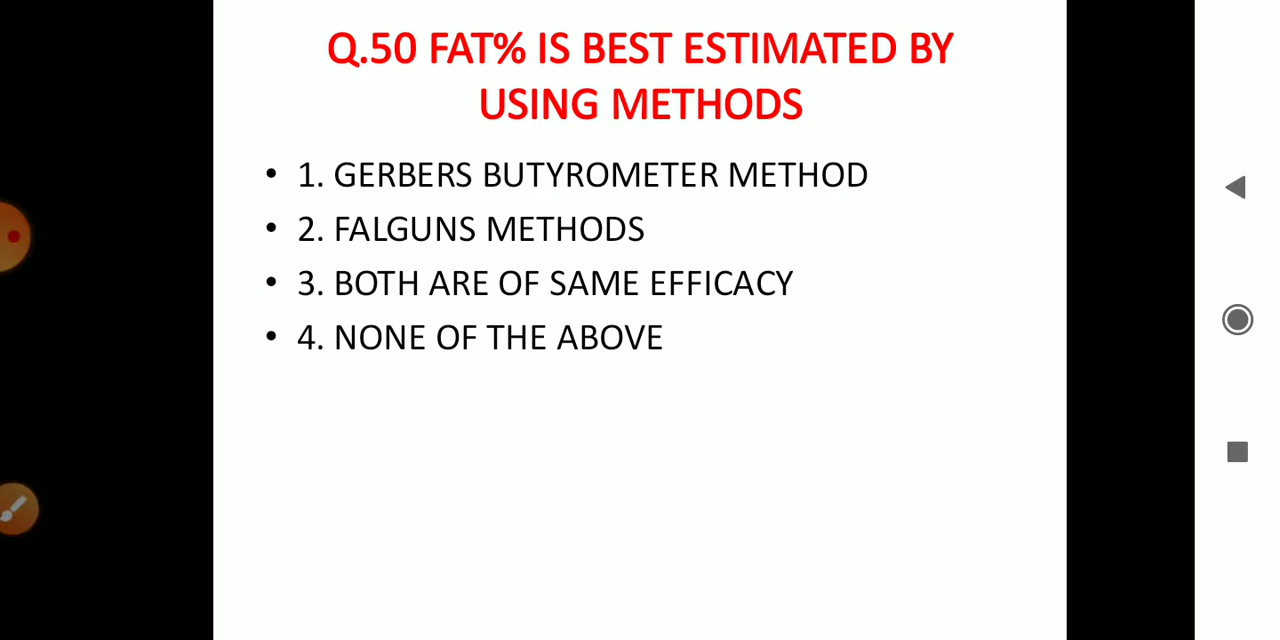 Q.50 FAT% IS BEST ESTIMATED BY
USING METHODS
• 1. GERBERS BUTYROMETER METHOD
• 2. FALGUNS METHODS
• 3. BOTH ARE OF SAME EFFICACY
• 4. NONE OF THE ABOVE